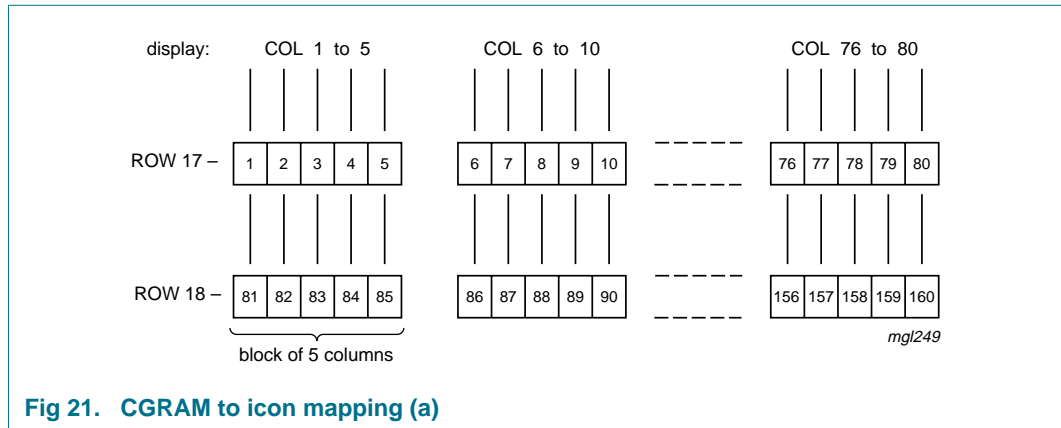 display: COL 1 to 5 COL 6 to 10 COL 76 to 80
ROW 17 – 1 2 3 4 5 6 7 8 9 10 76 77 78 79 80
ROW 18 – 81 82 83 84 85 86 87 88 89 90 156 157 158 159 160
mgl249
block of 5 columns
Fig 21. CGRAM to icon mapping (a)